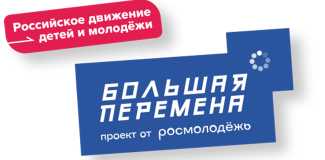 Российское движение
детей и молодёжи
БОЛЬШАЯ
ПЕРЕМЕНА
проект от росмолодёжь